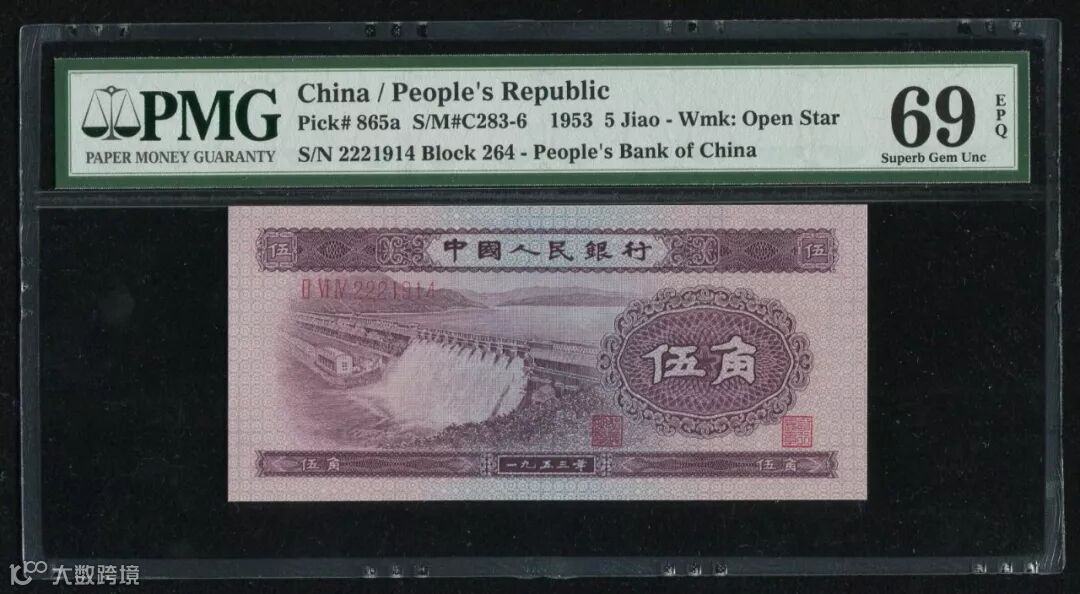 PMG
PAPER MONEY GUARANTY
China / People's Republic
Pick# 865a S/M#C283-6 1953 5 Jiao - Wmk: Open Star
S/N 2221914 Block 264 - People's Bank of China
69
EPQ
Superb Gem Unc
伍 中國人民銀行 伍
II VI IV 2221914
伍角
伍角 一九五三年 伍角
大数跨境